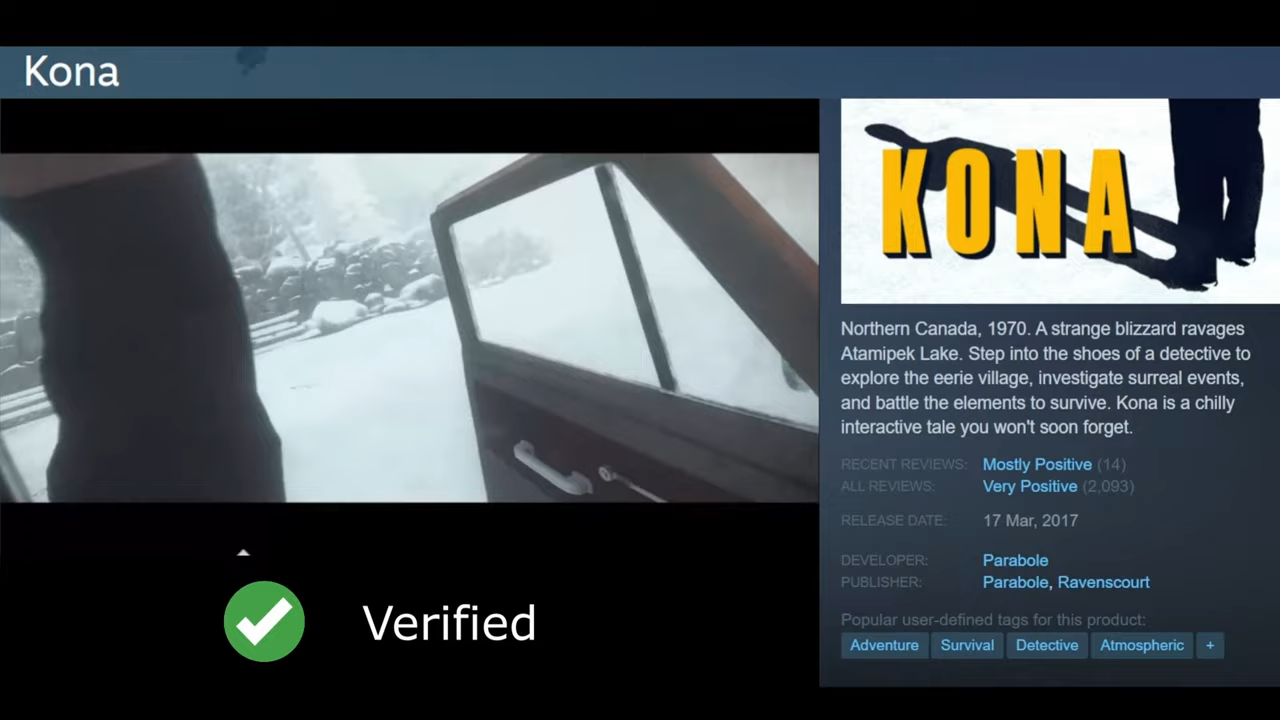 Kona
KONA
Northern Canada, 1970. A strange blizzard ravages
Atamipek Lake. Step into the shoes of a detective to
explore the eerie village, investigate surreal events,
and battle the elements to survive. Kona is a chilly
interactive tale you won't soon forget.
RECENT REVIEWS: Mostly Positive (14)
ALL REVIEWS: Very Positive (2,093)
RELEASE DATE: 17 Mar, 2017
DEVELOPER: Parabole
PUBLISHER: Parabole, Ravenscourt
Popular user-defined tags for this product:
Adventure Survival Detective Atmospheric +
Verified